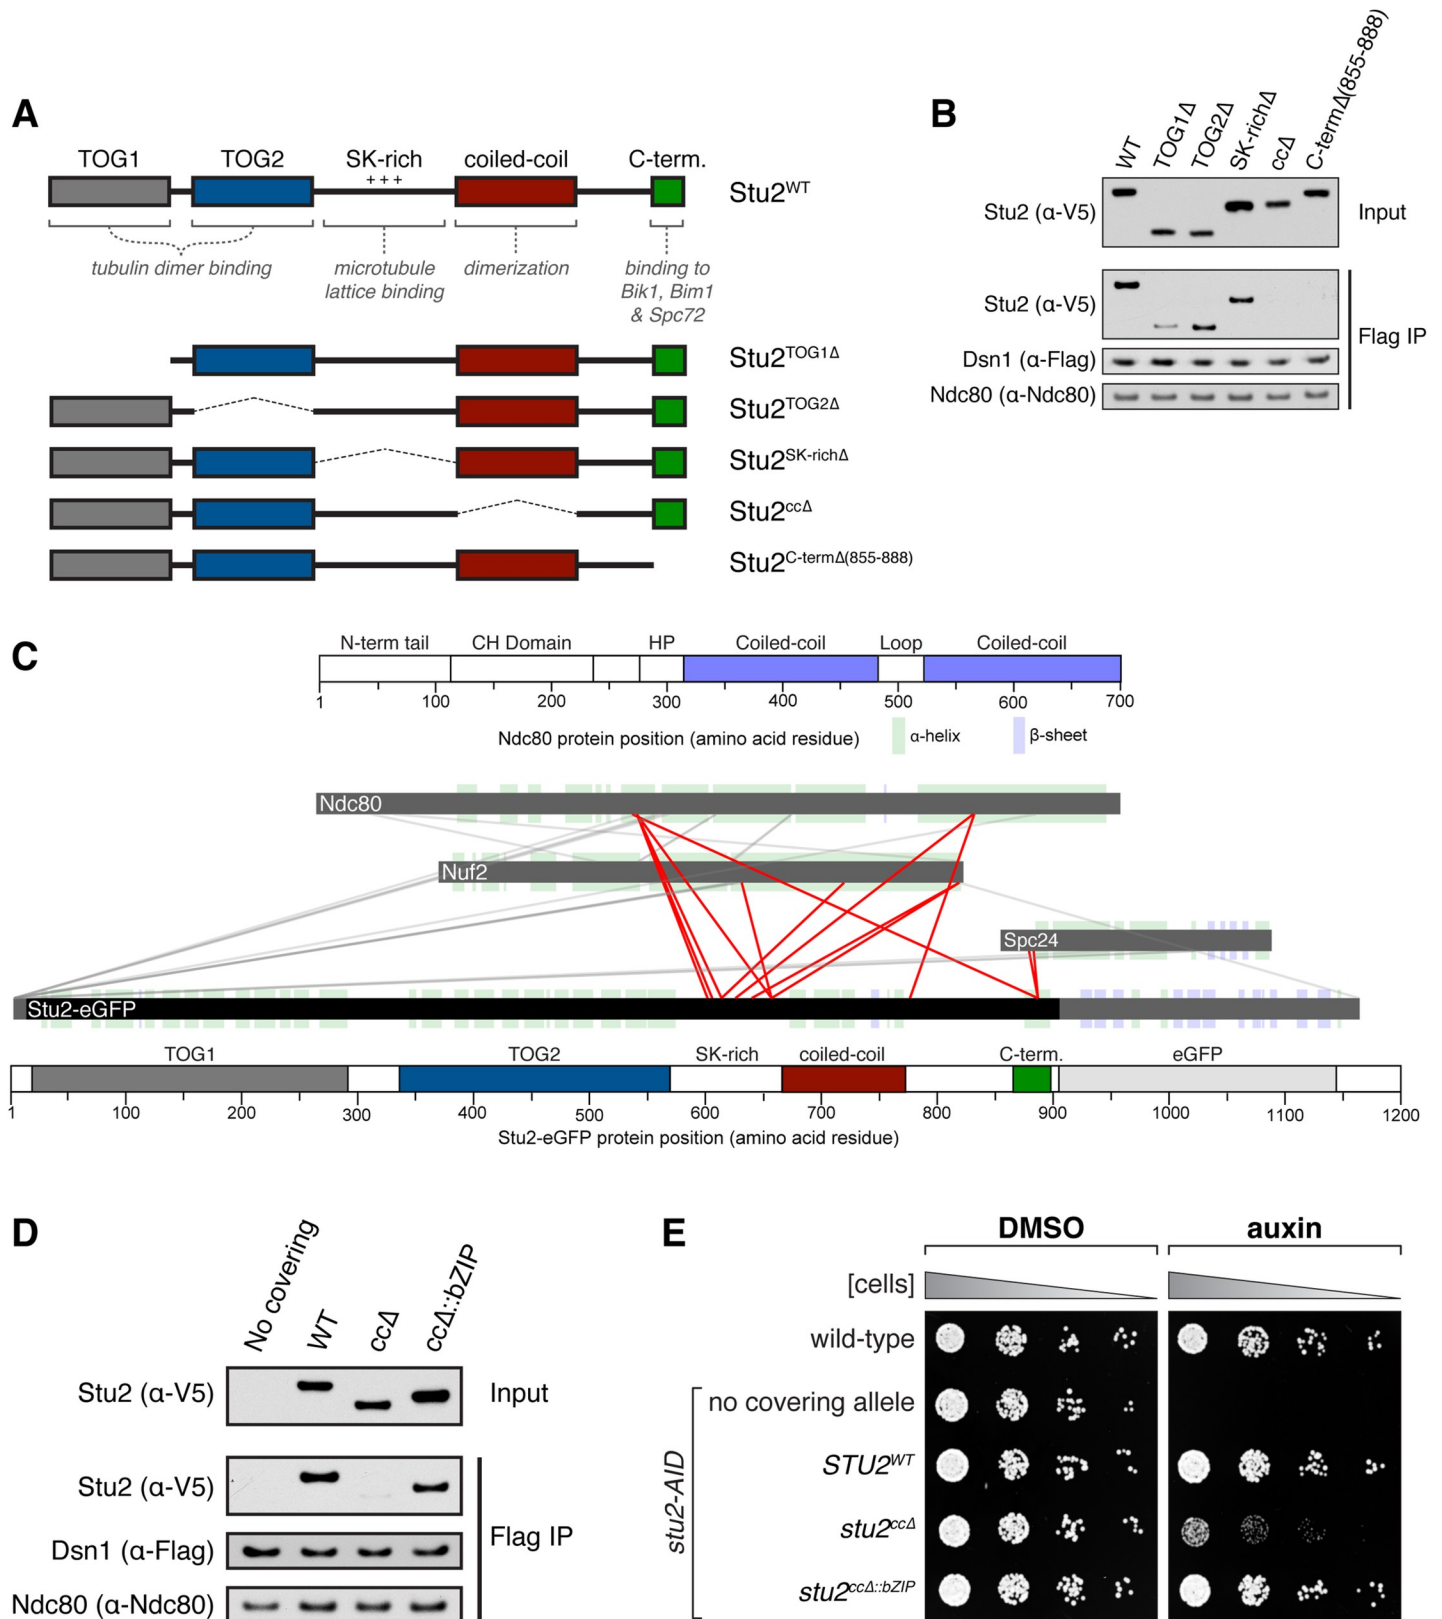 A
TOG1 TOG2 SK-rich coiled-coil C-term.
+ + +
Stu2WT
tubulin dimer binding
microtubule
lattice binding
dimerization
binding to
Bik1, Bim1
& Spc72
Stu2TOG1Δ
Stu2TOG2Δ
Stu2SK-richΔ
Stu2ccΔ
Stu2C-termΔ(855-888)
B
WT TOG1Δ TOG2Δ SK-richΔ ccΔ C-termΔ(855-888)
Stu2 (α-V5) Input
Stu2 (α-V5)
Flag IP
Dsn1 (α-Flag)
Ndc80 (α-Ndc80)
C
N-term tail CH Domain HP Coiled-coil Loop Coiled-coil
1 100 200 300 400 500 600 700
Ndc80 protein position (amino acid residue) α-helix β-sheet
Ndc80
Nuf2
Spc24
Stu2-eGFP
TOG1 TOG2 SK-rich coiled-coil C-term. eGFP
1 100 200 300 400 500 600 700 800 900 1000 1100 1200
Stu2-eGFP protein position (amino acid residue)
D
No covering WT ccΔ ccΔ::bZIP
Stu2 (α-V5) Input
Stu2 (α-V5)
Flag IP
Dsn1 (α-Flag)
Ndc80 (α-Ndc80)
E
DMSO auxin
[cells]
wild-type
no covering allele
STU2WT
stu2ccΔ
stu2ccΔ::bZIP
stu2-AID